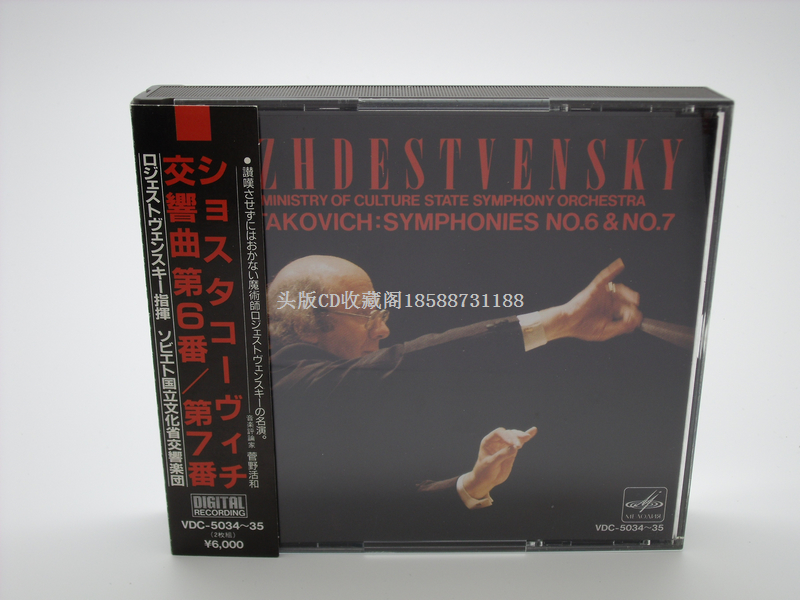 ショスタコーヴィチ
交響曲 第6番／第7番
ロジェストヴェンスキー指揮 ソビエト国立文化省交響楽団
●讃嘆させずにはおかない魔術師ロジェストヴェンスキーの名演。
音楽評論家 菅野浩和
DIGITAL
RECORDING
VDC-5034〜35
(2枚組)
¥6,000
ZHDESTVENSKY
MINISTRY OF CULTURE STATE SYMPHONY ORCHESTRA
TAKOVICH:SYMPHONIES NO.6 & NO.7
头版CD收藏阁18588731188
МЕЛОДИЯ
VDC-5034〜35